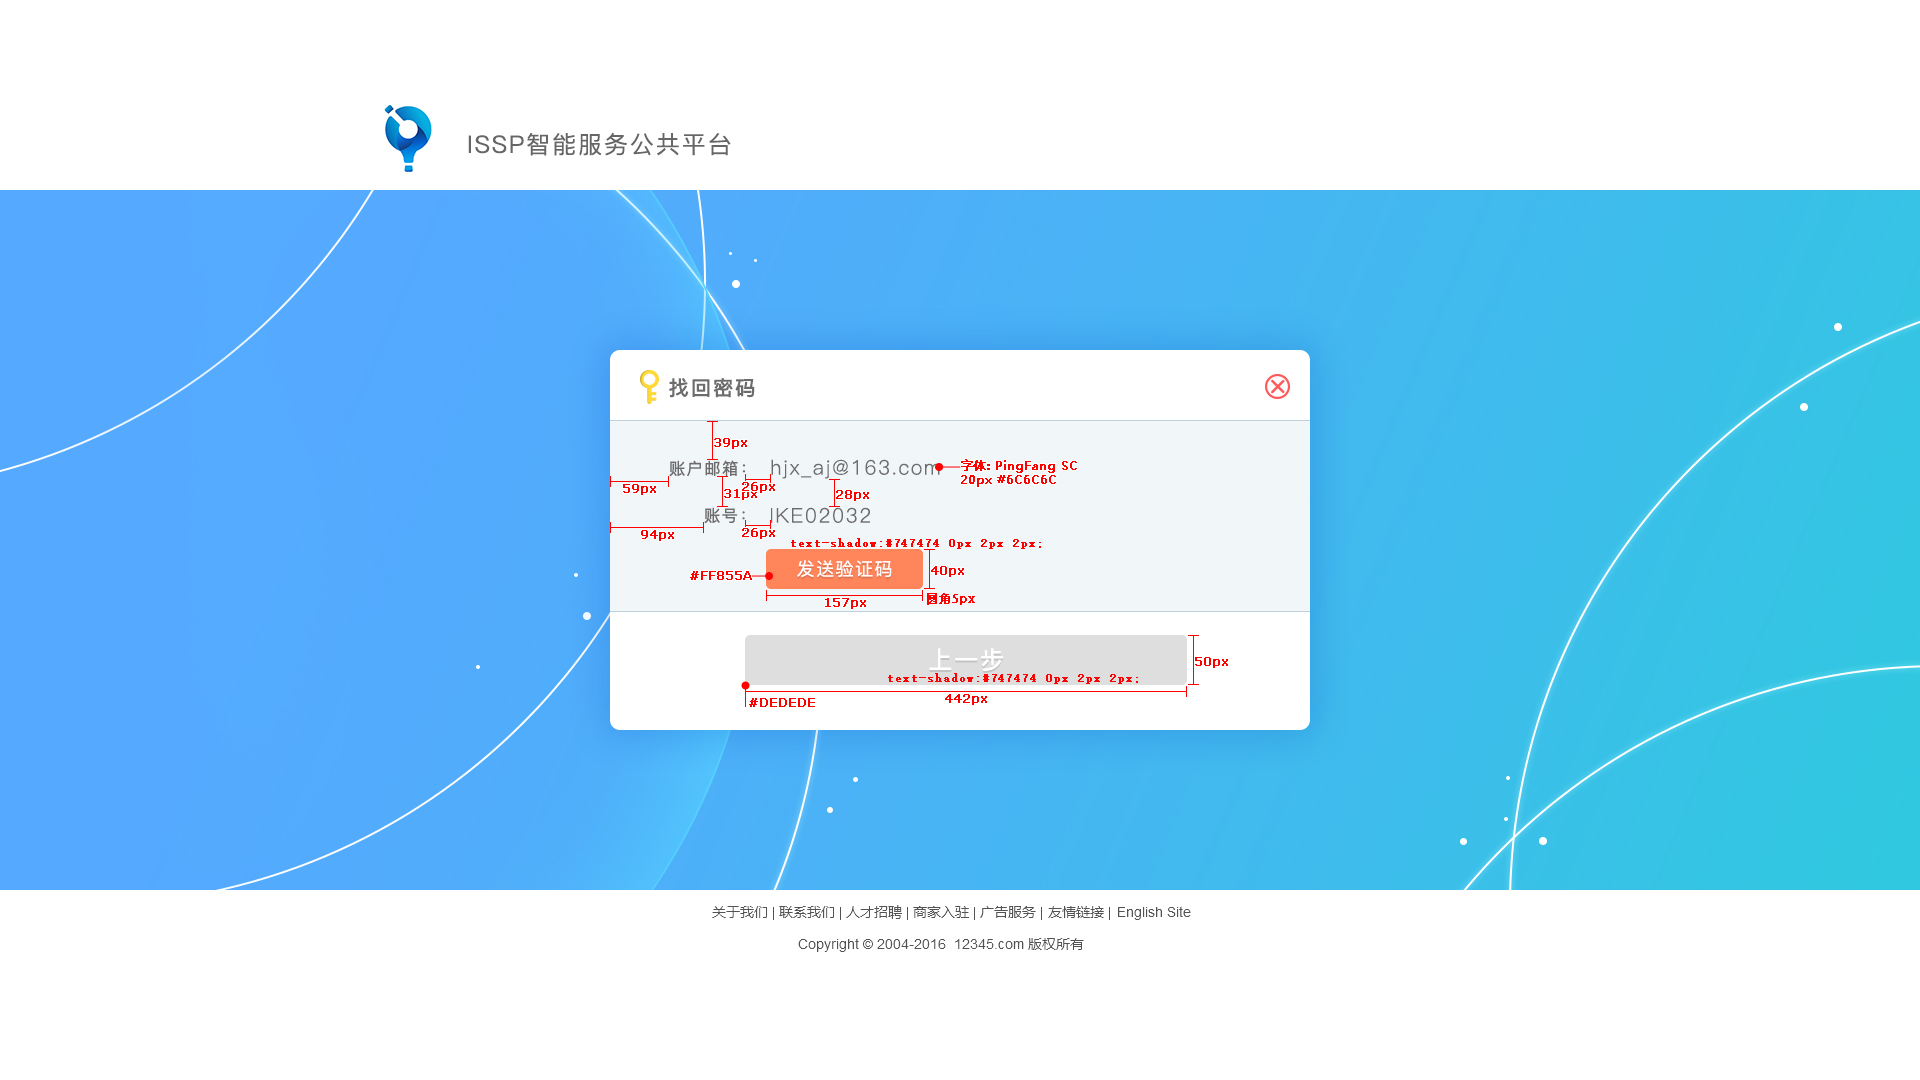 ISSP智能服务公共平台
找回密码
39px
账户邮箱: hjx_aj@163.com
字体: PingFang SC
20px #6C6C6C
59px
26px
31px
28px
账号: IKE02032
94px
26px
text-shadow:#747474 0px 2px 2px;
#FF855A
发送验证码
40px
157px
圆角5px
上一步
50px
text-shadow:#747474 0px 2px 2px;
#DEDEDE
442px
关于我们 | 联系我们 | 人才招聘 | 商家入驻 | 广告服务 | 友情链接 | English Site
Copyright © 2004-2016 12345.com 版权所有